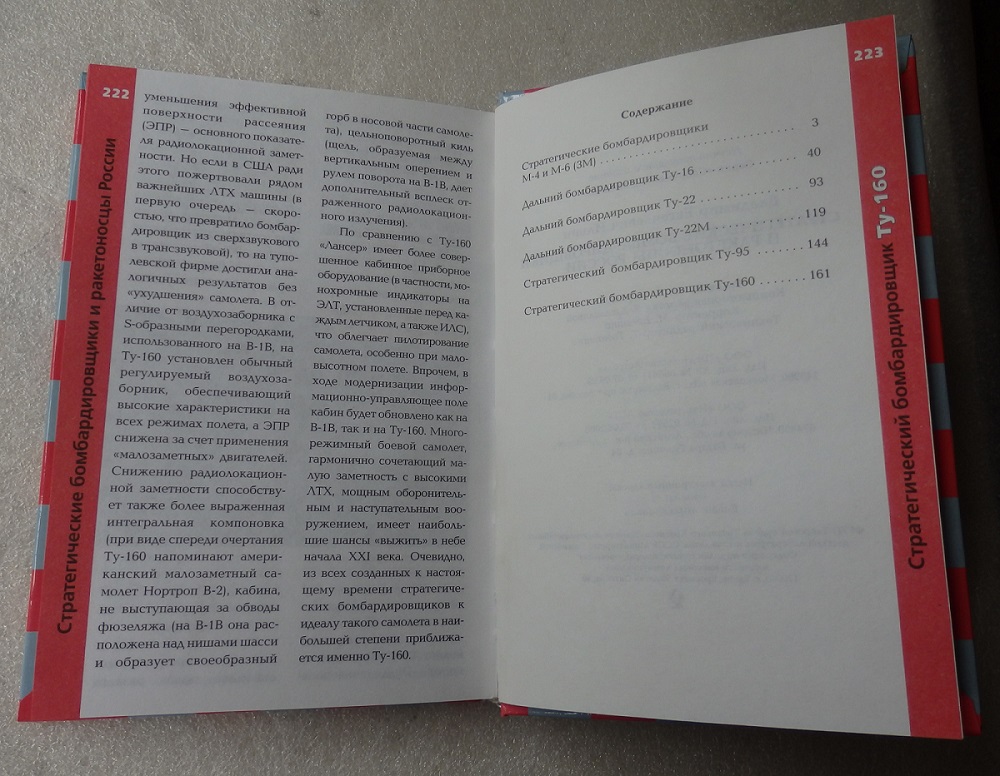 222
Стратегические бомбардировщики и ракетоносцы России
уменьшения эффективной
поверхности рассеяния
(ЭПР) — основного показате-
ля радиолокационной замет-
ности. Но если в США ради
этого пожертвовали рядом
важнейших ЛТХ машины (в
первую очередь — скоро-
стью, что превратило бомбар-
дировщик из сверхзвукового
в трансзвуковой), то на тупо-
левской фирме достигли ана-
логичных результатов без
«ухудшения» самолета. В от-
личие от воздухозаборника с
S-образными перегородками,
использованного на В-1В, на
Ту-160 установлен обычный
регулируемый воздухоза-
борник, обеспечивающий
высокие характеристики на
всех режимах полета, а ЭПР
снижена за счет применения
«малозаметных» двигателей.
Снижению радиолокацион-
ной заметности способству-
ет также более выраженная
интегральная компоновка
(при виде спереди очертания
Ту-160 напоминают амери-
канский малозаметный са-
молет Нортроп В-2), кабина,
не выступающая за обводы
фюзеляжа (на В-1В она рас-
положена над нишами шасси
и образует своеобразный
горб в носовой части самоле-
та), цельноповоротный киль
(щель, образуемая между
вертикальным оперением и
рулем поворота на В-1В, дает
дополнительный всплеск от-
раженного радиолокацион-
ного излучения).
По сравнению с Ту-160
«Лансер» имеет более совер-
шенное кабинное приборное
оборудование (в частности, мо-
нохромные индикаторы на
ЭЛТ, установленные перед ка-
ждым летчиком, а также ИЛС),
что облегчает пилотирование
самолета, особенно при мало-
высотном полете. Впрочем, в
ходе модернизации инфор-
мационно-управляющее поле
кабин будет обновлено как на
В-1В, так и на Ту-160. Много-
режимный боевой самолет,
гармонично сочетающий ма-
лую заметность с высокими
ЛТХ, мощным оборонитель-
ным и наступательным воо-
ружением, имеет наиболь-
шие шансы «выжить» в небе
начала XXI века. Очевидно,
из всех созданных к настоя-
щему времени стратегиче-
ских бомбардировщиков к
идеалу такого самолета в наи-
большей степени приближа-
ется именно Ту-160.
223
Стратегический бомбардировщик Ту-160
Содержание
Стратегические бомбардировщики
М-4 и М-6 (3М) . . . . . . . . . . . . . . . . . . . . . . . . . 3
Дальний бомбардировщик Ту-16 . . . . . . . . . . . . 40
Дальний бомбардировщик Ту-22 . . . . . . . . . . . . 93
Дальний бомбардировщик Ту-22М . . . . . . . . . . 119
Стратегический бомбардировщик Ту-95 . . . . . . . 144
Стратегический бомбардировщик Ту-160 . . . . . . . 161